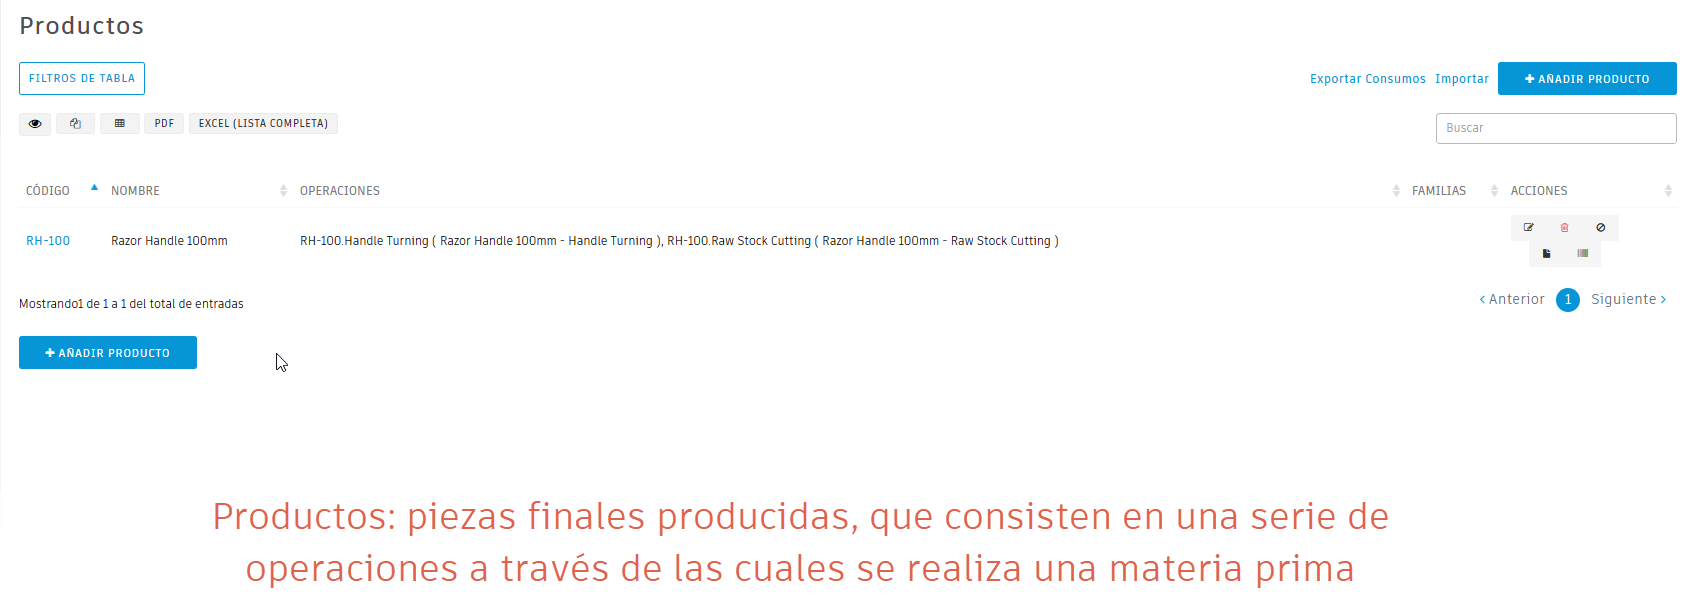 Productos
FILTROS DE TABLA
Exportar Consumos Importar + AÑADIR PRODUCTO
PDF EXCEL (LISTA COMPLETA)
Buscar
CÓDIGO NOMBRE OPERACIONES FAMILIAS ACCIONES
RH-100 Razor Handle 100mm RH-100.Handle Turning ( Razor Handle 100mm - Handle Turning ), RH-100.Raw Stock Cutting ( Razor Handle 100mm - Raw Stock Cutting )
Mostrando1 de 1 a 1 del total de entradas
< Anterior 1 Siguiente >
+ AÑADIR PRODUCTO
Productos: piezas finales producidas, que consisten en una serie de
operaciones a través de las cuales se realiza una materia prima